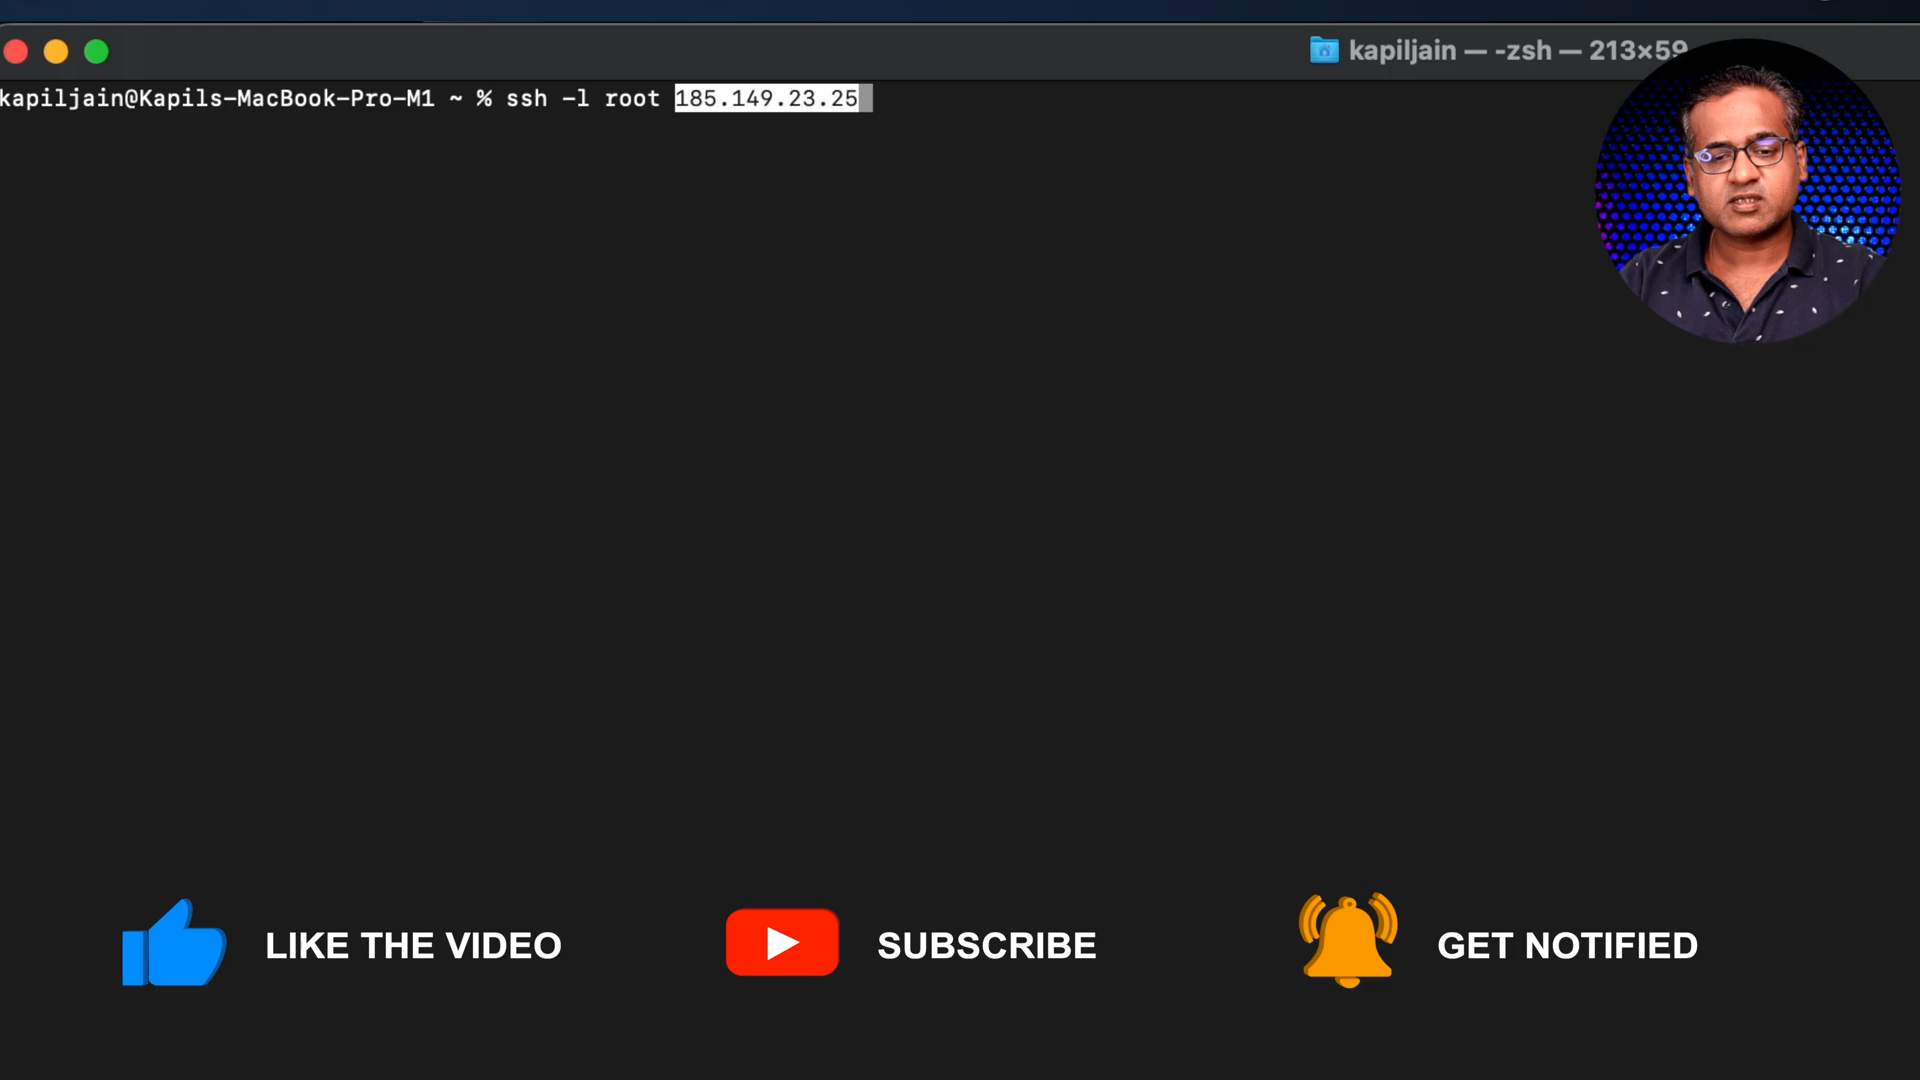 kapiljain — -zsh — 213×59
kapiljain@Kapils-MacBook-Pro-M1 ~ % ssh -l root 185.149.23.25
LIKE THE VIDEO
SUBSCRIBE
GET NOTIFIED